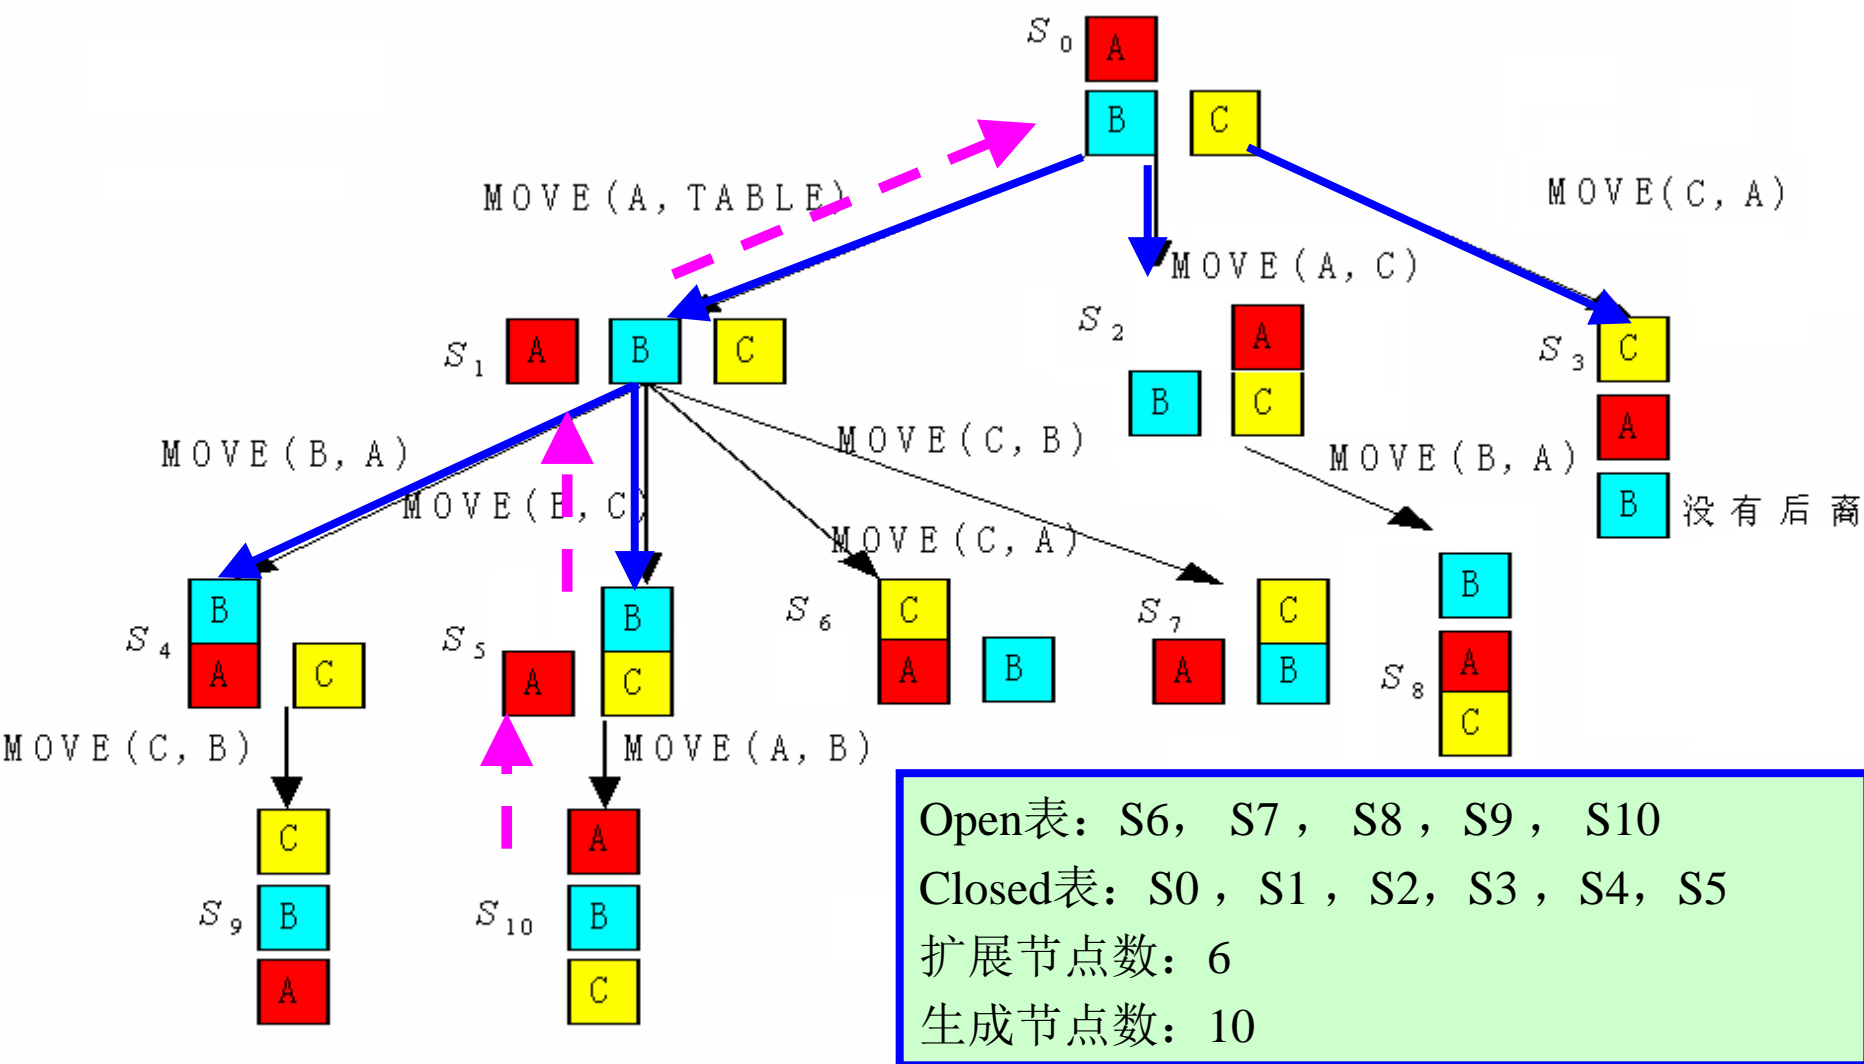 S0 A
B C
MOVE(A, TABLE) MOVE(C, A)
MOVE(A, C)
S1 A B C
S2 A
B C
S3 C
A
B 没有后裔
MOVE(B, A) MOVE(B, C) MOVE(C, B) MOVE(B, A)
MOVE(C, A)
S4 B
A C
S5 B
A C
S6 C
A B
S7 C
A B
S8 B
A
C
MOVE(C, B) MOVE(A, B)
S9 C
B
A
S10 A
B
C
Open表：S6， S7 ， S8 ，S9 ， S10
Closed表：S0 ，S1 ，S2，S3 ，S4，S5
扩展节点数：6
生成节点数：10